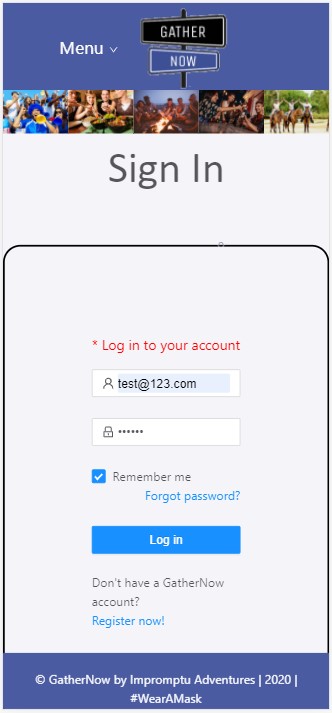 Menu
GATHER
NOW
Sign In
* Log in to your account
test@123.com
••••••
Remember me
Forgot password?
Log in
Don't have a GatherNow
account?
Register now!
© GatherNow by Impromptu Adventures | 2020 |
#WearAMask